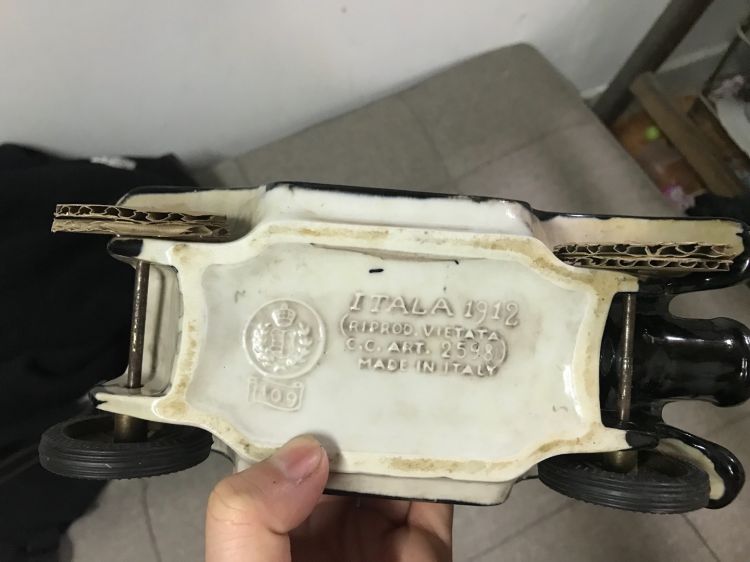 ITALA 1912
RIPROD. VIETATA
C.C. ART. 2598
MADE IN ITALY
109